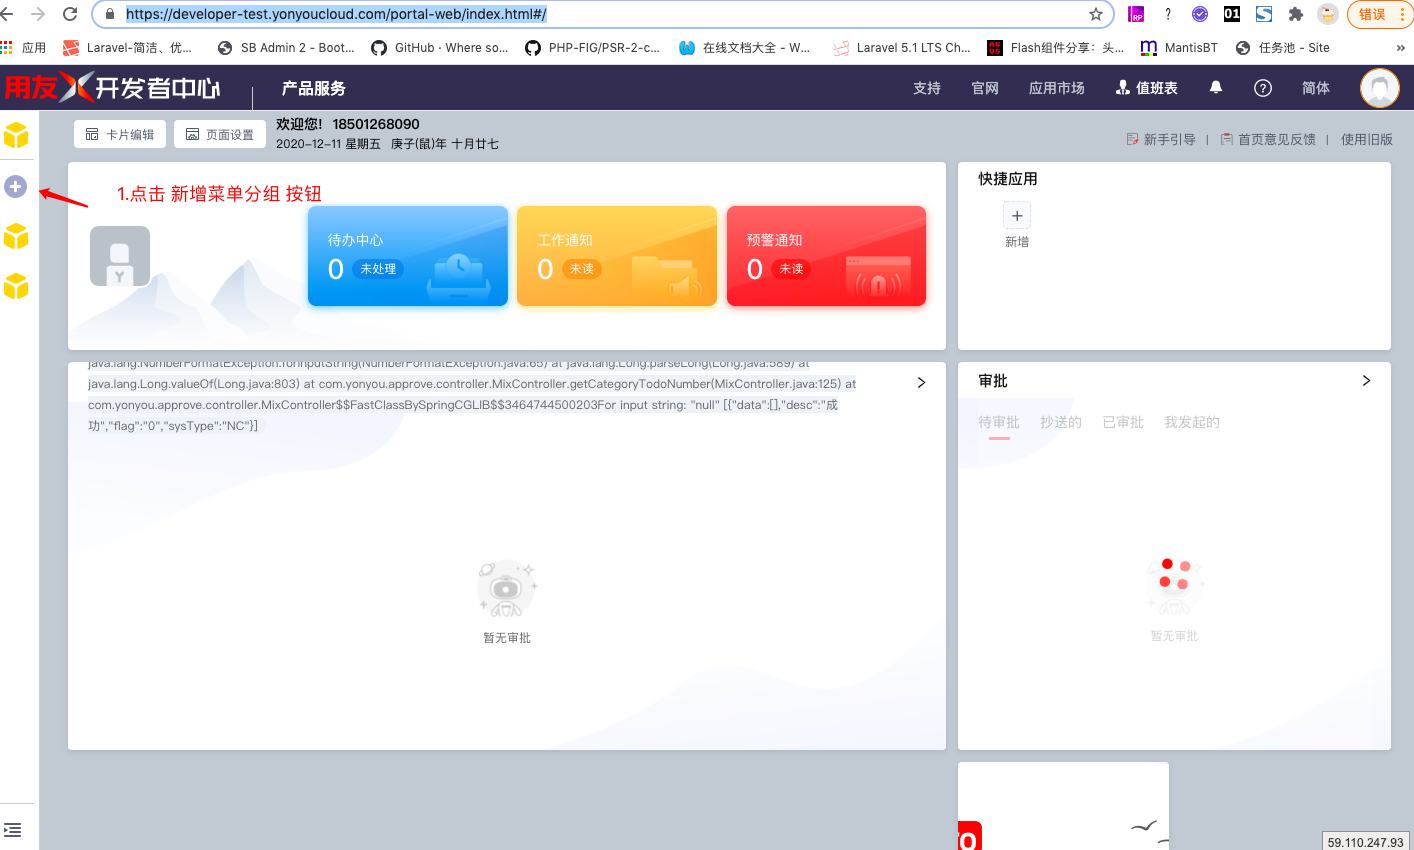 https://developer-test.yonyoucloud.com/portal-web/index.html#/
RP ? 01 S 错误
应用 Laravel-简洁、优... SB Admin 2 - Boot... GitHub · Where so... PHP-FIG/PSR-2-c... 在线文档大全 - W... Laravel 5.1 LTS Ch... Flash组件分享：头... MantisBT 任务池 - Site »
用友开发者中心 产品服务 支持 官网 应用市场 值班表 ? 简体
卡片编辑 页面设置 欢迎您！18501268090
2020-12-11 星期五 庚子(鼠)年 十月廿七
新手引导 | 首页意见反馈 | 使用旧版
1.点击 新增菜单分组 按钮
待办中心
0 未处理
工作通知
0 未读
预警通知
0 未读
快捷应用
+
新增
java.lang.NumberFormatException.forInputString(NumberFormatException.java:65) at java.lang.Long.parseLong(Long.java:589) at
java.lang.Long.valueOf(Long.java:803) at com.yonyou.approve.controller.MixController.getCategoryTodoNumber(MixController.java:125) at
com.yonyou.approve.controller.MixController$$FastClassBySpringCGLIB$$3464744500203For input string: "null" [{"data":[],"desc":"成
功","flag":"0","sysType":"NC"}]
暂无审批
审批
待审批 抄送的 已审批 我发起的
暂无审批
59.110.247.93